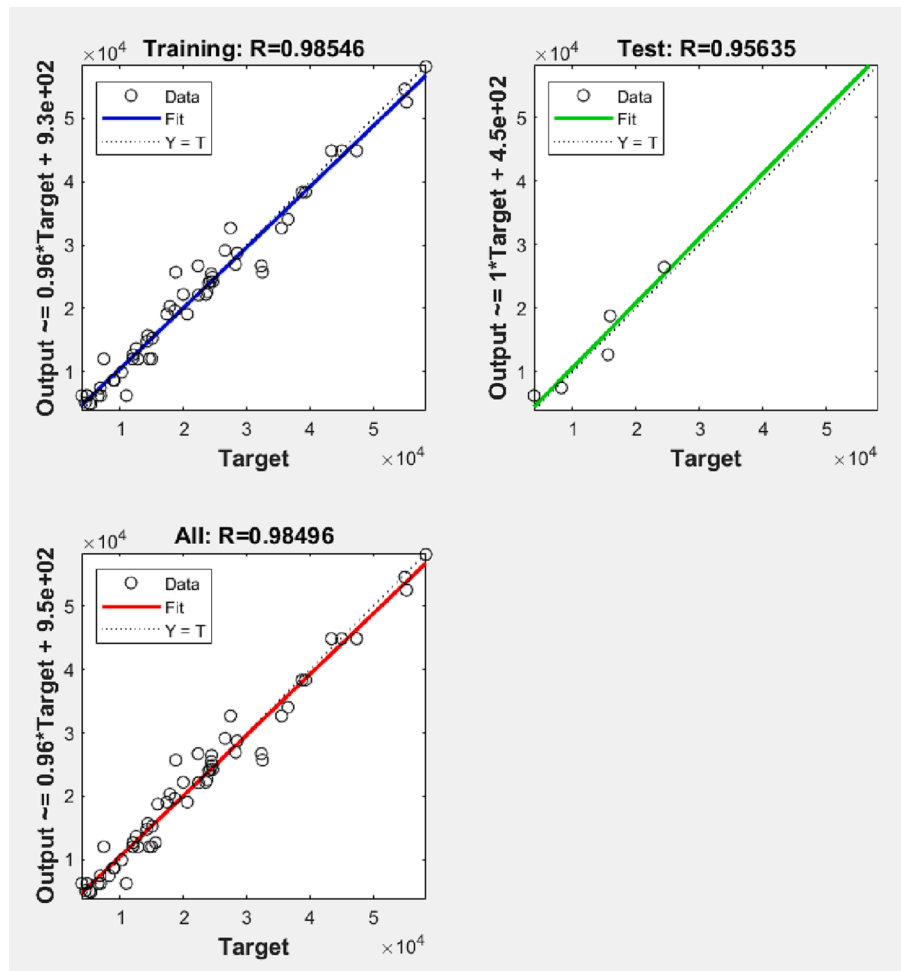 ×10⁴
Training: R=0.98546
Output ~= 0.96*Target + 9.3e+02
Data
Fit
Y = T
5
4
3
2
1
1 2 3 4 5
Target
×10⁴
Test: R=0.95635
Output ~= 1*Target + 4.5e+02
Data
Fit
Y = T
5
4
3
2
1
1 2 3 4 5
Target
×10⁴
×10⁴
All: R=0.98496
Output ~= 0.96*Target + 9.5e+02
Data
Fit
Y = T
5
4
3
2
1
1 2 3 4 5
Target
×10⁴